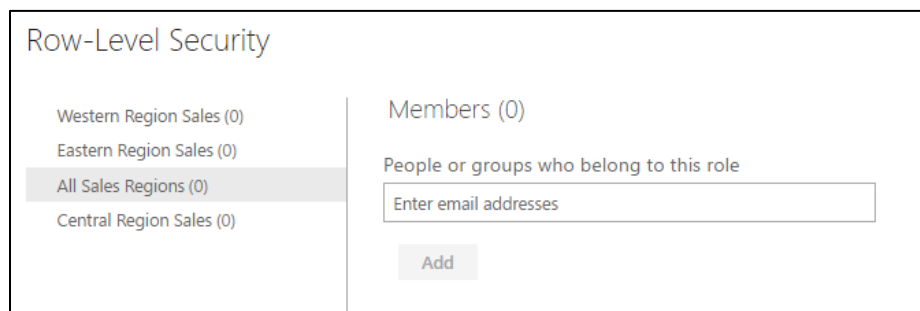 Row-Level Security
Western Region Sales (0)
Eastern Region Sales (0)
All Sales Regions (0)
Central Region Sales (0)
Members (0)
People or groups who belong to this role
Enter email addresses
Add